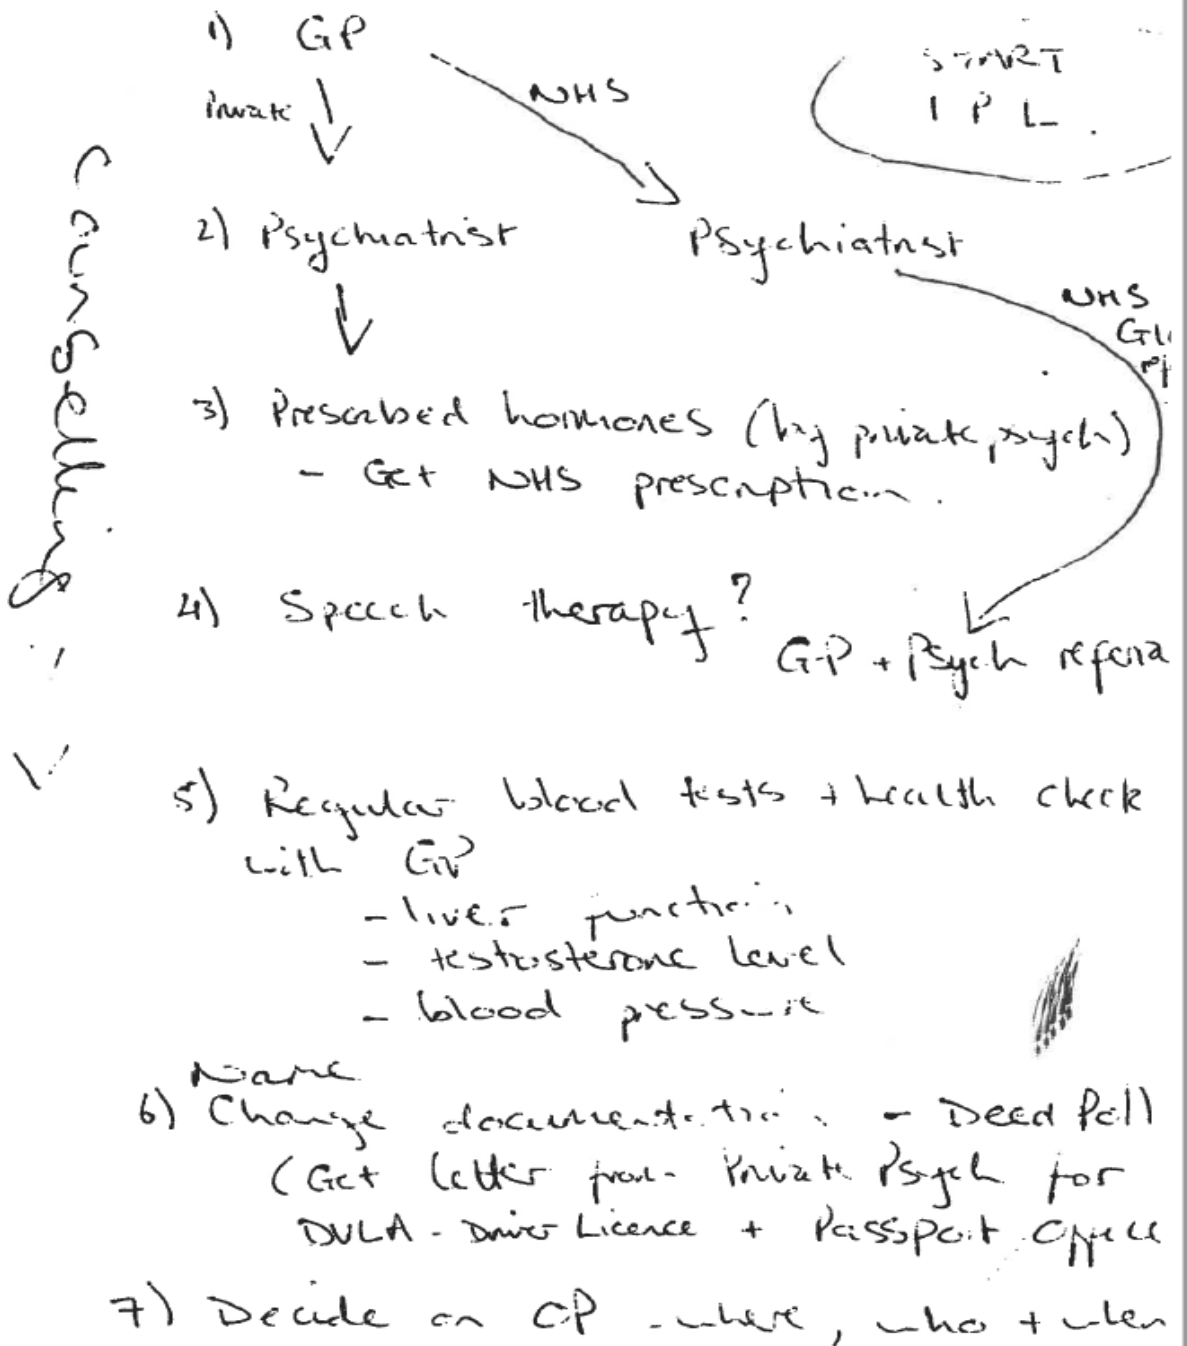 1) GP
Private
NHS
START
I P L .
Counselling
2) Psychiatrist
Psychiatrist
NHS
3) Prescribed hormones (by private psych)
- Get NHS prescription.
4) Speech therapy?
GP + Psych referra
5) Regular blood tests + health check
with GP
- liver function
- testosterone level
- blood pressure
Name
6) Change documentation - Deed Poll
(Get letter from Private Psych for
DVLA - Driver Licence + Passport Office
7) Decide on OP - where, who + when